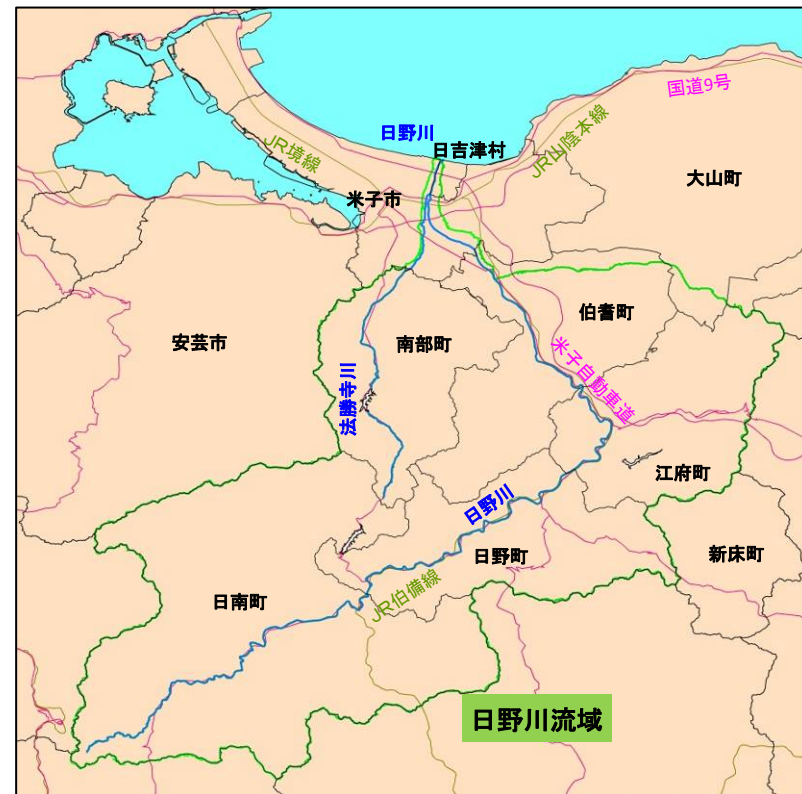 国道9号
日野川
日吉津村
JR境線
JR山陰本線
大山町
米子市
伯耆町
安芸市
南部町
米子自動車道
法勝寺川
江府町
日野川
新床町
日野町
JR伯備線
日南町
日野川流域